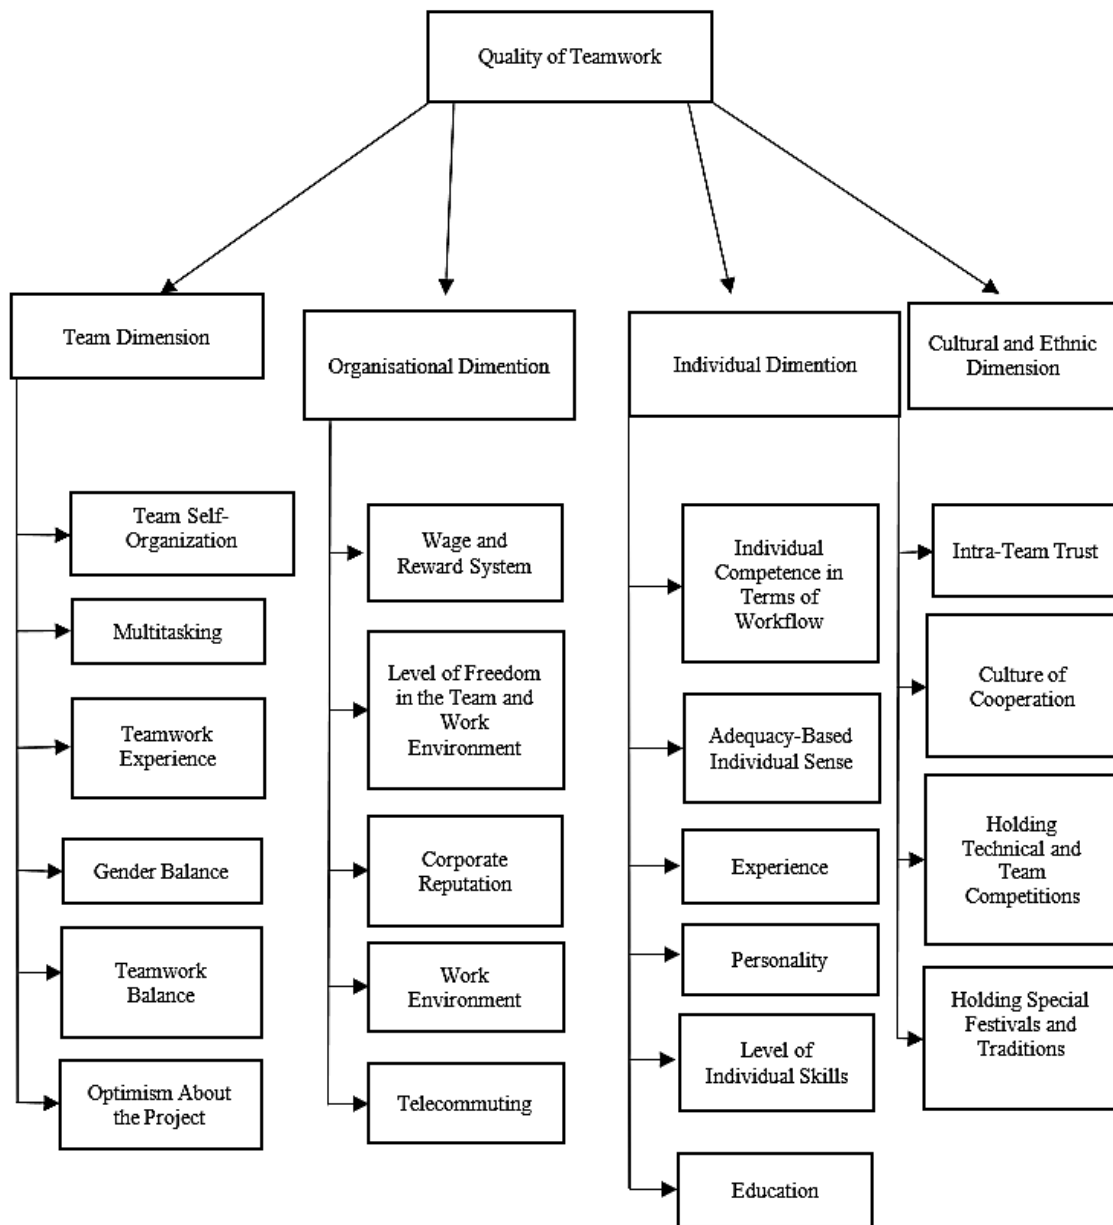 Quality of Teamwork
Team Dimension
Organisational Dimention
Individual Dimention
Cultural and Ethnic
Dimension
Team Self-
Organization
Multitasking
Teamwork
Experience
Gender Balance
Teamwork
Balance
Optimism About
the Project
Wage and
Reward System
Level of Freedom
in the Team and
Work
Environment
Corporate
Reputation
Work
Environment
Telecommuting
Individual
Competence in
Terms of
Workflow
Adequacy-Based
Individual Sense
Experience
Personality
Level of
Individual Skills
Education
Intra-Team Trust
Culture of
Cooperation
Holding
Technical and
Team
Competitions
Holding Special
Festivals and
Traditions